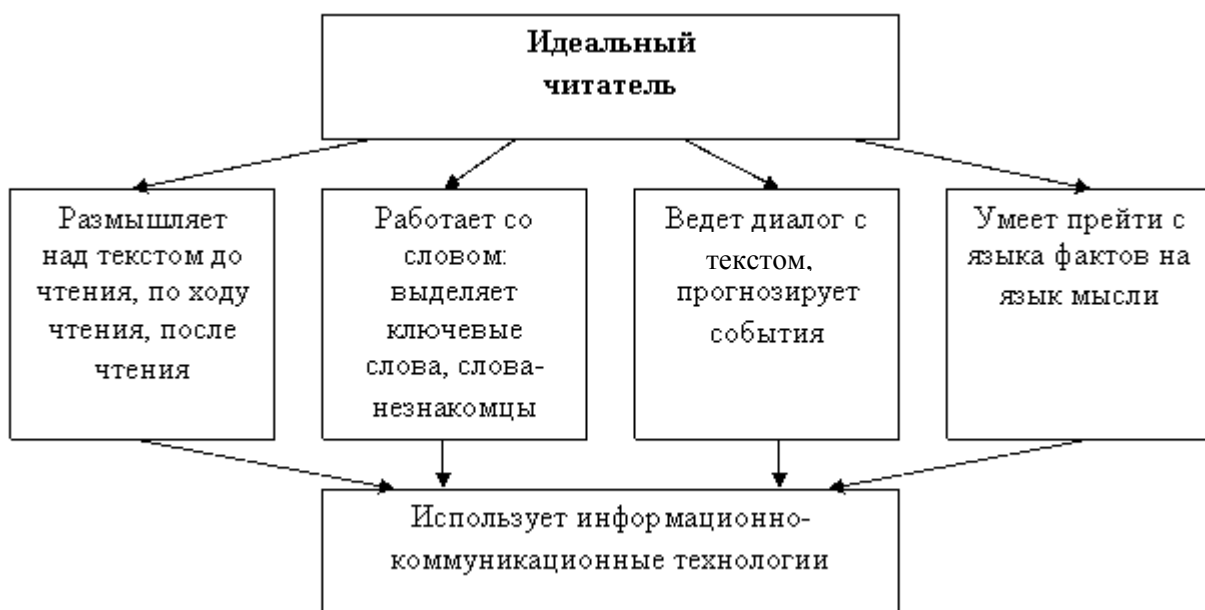 Идеальный
читатель
Размышляет
над текстом до
чтения, по ходу
чтения, после
чтения
Работает со
словом:
выделяет
ключевые
слова, слова-
незнакомцы
Ведет диалог с
текстом,
прогнозирует
события
Умеет прейти с
языка фактов на
язык мысли
Использует информационно-
коммуникационные технологии